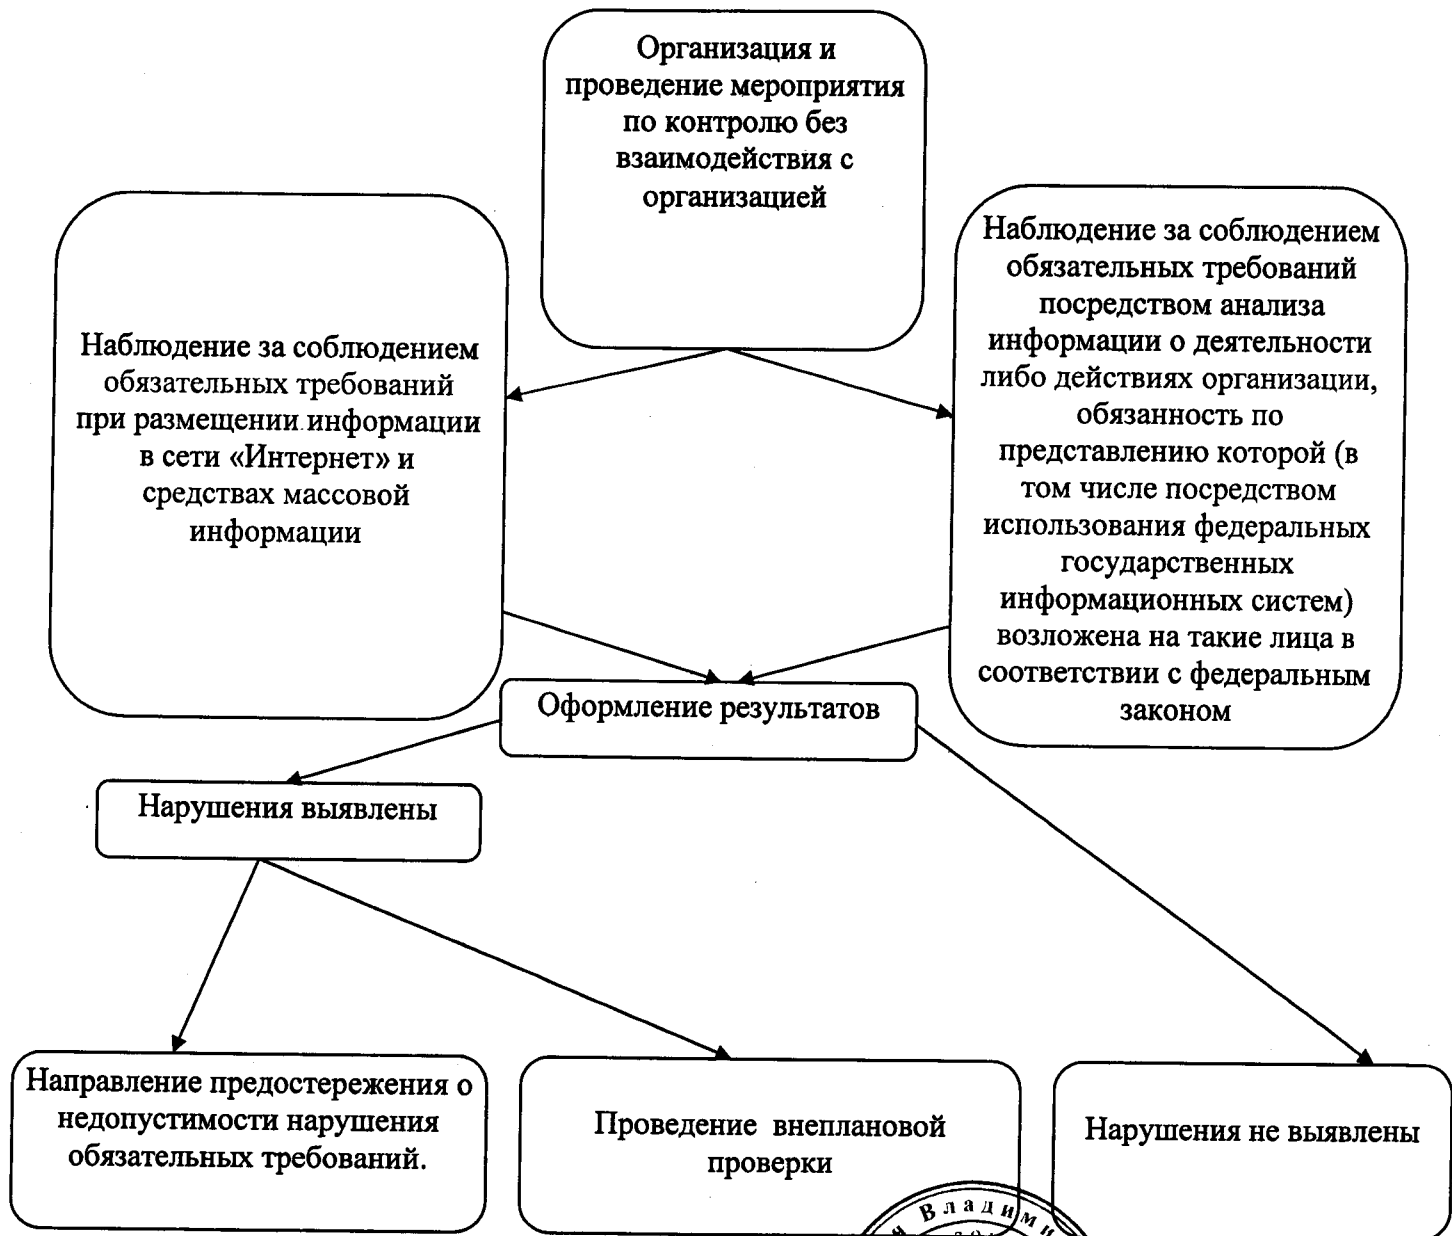 Организация и
проведение мероприятия
по контролю без
взаимодействия с
организацией
Наблюдение за соблюдением
обязательных требований
при размещении информации
в сети «Интернет» и
средствах массовой
информации
Наблюдение за соблюдением
обязательных требований
посредством анализа
информации о деятельности
либо действиях организации,
обязанность по
представлению которой (в
том числе посредством
использования федеральных
государственных
информационных систем)
возложена на такие лица в
соответствии с федеральным
законом
Оформление результатов
Нарушения выявлены
Направление предостережения о
недопустимости нарушения
обязательных требований.
Проведение внеплановой
проверки
Нарушения не выявлены